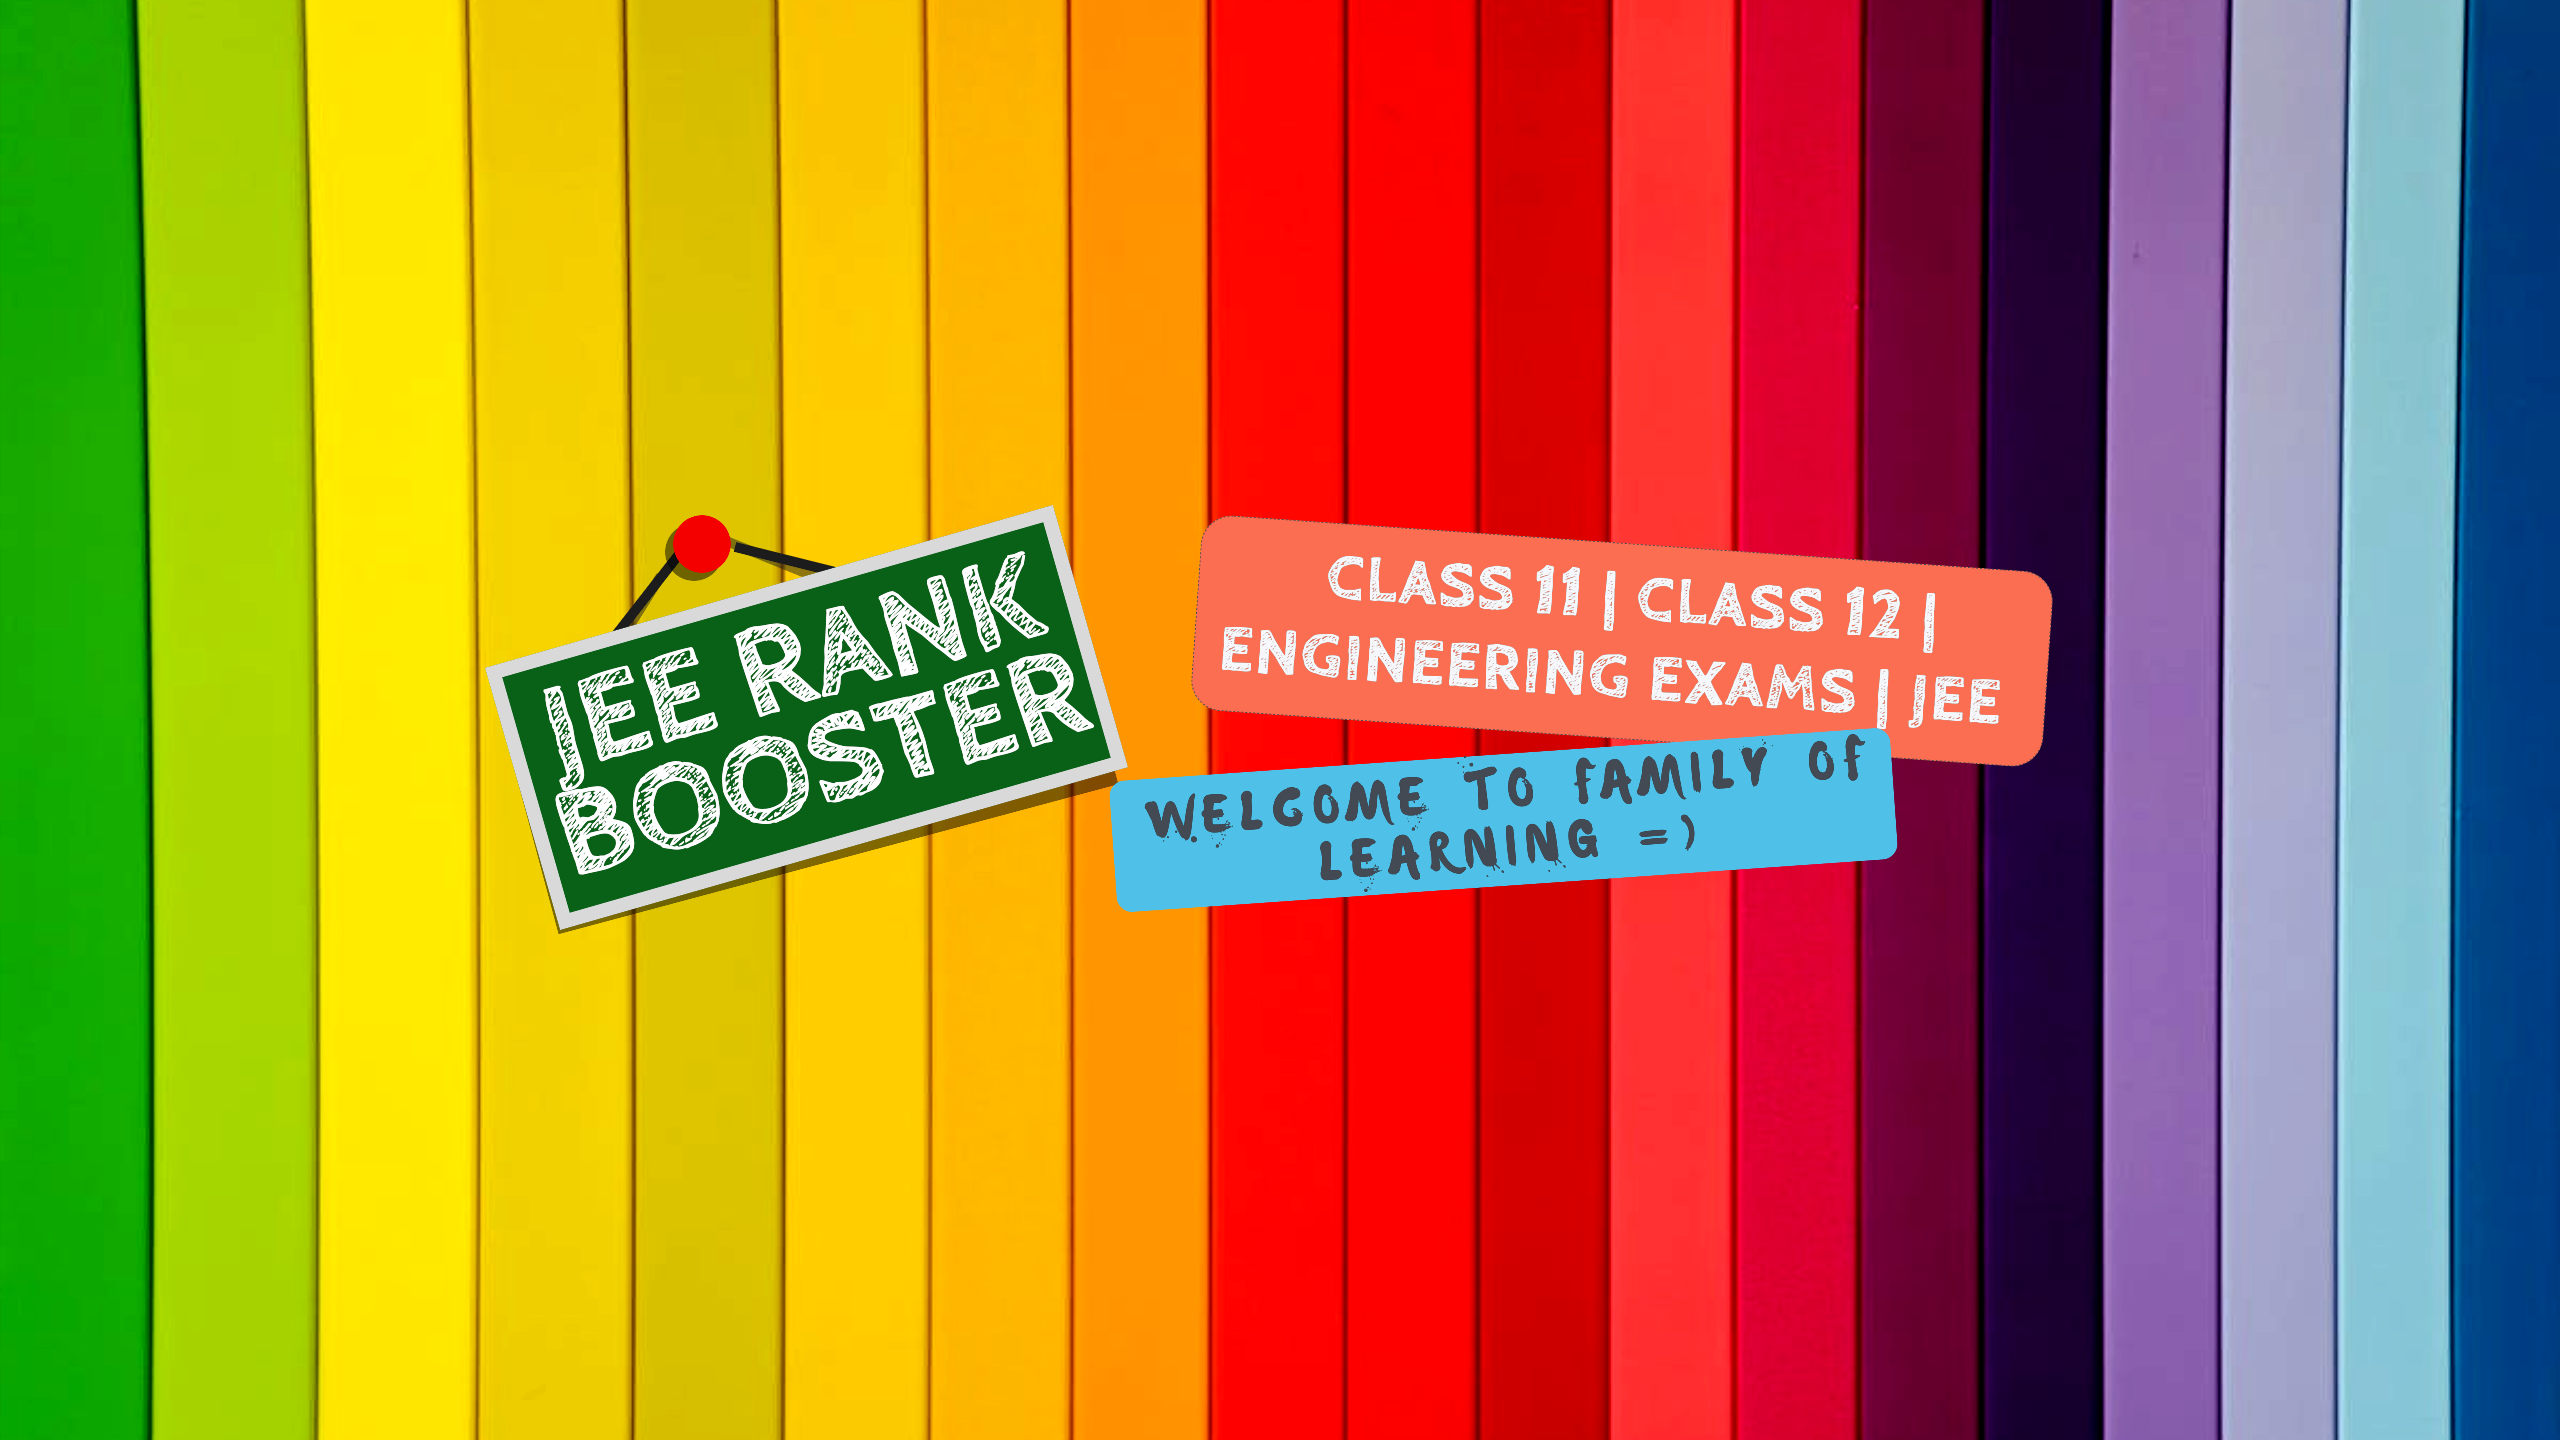 JEE RANK
BOOSTER
CLASS 11 | CLASS 12 |
ENGINEERING EXAMS | JEE
WELCOME TO FAMILY OF
LEARNING =)